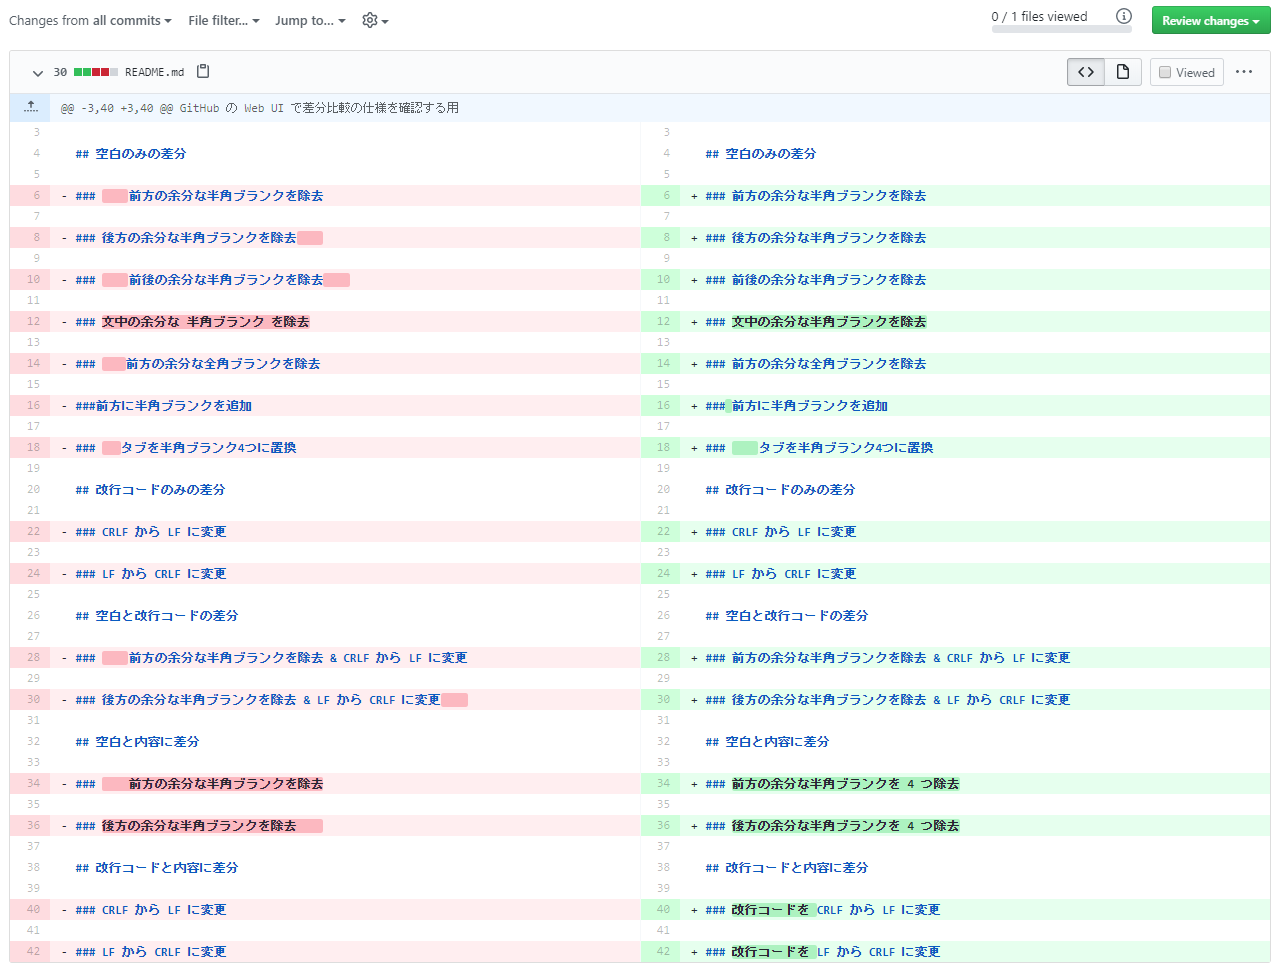 Changes from all commits File filter... Jump to... 0 / 1 files viewed Review changes
30 README.md Viewed
@@ -3,40 +3,40 @@ GitHub の Web UI で差分比較の仕様を確認する用
3 3
4 ## 空白のみの差分 4 ## 空白のみの差分
5 5
6 - ### 前方の余分な半角ブランクを除去 6 + ### 前方の余分な半角ブランクを除去
7 7
8 - ### 後方の余分な半角ブランクを除去 8 + ### 後方の余分な半角ブランクを除去
9 9
10 - ### 前後の余分な半角ブランクを除去 10 + ### 前後の余分な半角ブランクを除去
11 11
12 - ### 文中の余分な 半角ブランク を除去 12 + ### 文中の余分な半角ブランクを除去
13 13
14 - ### 前方の余分な全角ブランクを除去 14 + ### 前方の余分な全角ブランクを除去
15 15
16 - ###前方に半角ブランクを追加 16 + ### 前方に半角ブランクを追加
17 17
18 - ### タブを半角ブランク4つに置換 18 + ### タブを半角ブランク4つに置換
19 19
20 ## 改行コードのみの差分 20 ## 改行コードのみの差分
21 21
22 - ### CRLF から LF に変更 22 + ### CRLF から LF に変更
23 23
24 - ### LF から CRLF に変更 24 + ### LF から CRLF に変更
25 25
26 ## 空白と改行コードの差分 26 ## 空白と改行コードの差分
27 27
28 - ### 前方の余分な半角ブランクを除去 & CRLF から LF に変更 28 + ### 前方の余分な半角ブランクを除去 & CRLF から LF に変更
29 29
30 - ### 後方の余分な半角ブランクを除去 & LF から CRLF に変更 30 + ### 後方の余分な半角ブランクを除去 & LF から CRLF に変更
31 31
32 ## 空白と内容に差分 32 ## 空白と内容に差分
33 33
34 - ### 前方の余分な半角ブランクを除去 34 + ### 前方の余分な半角ブランクを 4 つ除去
35 35
36 - ### 後方の余分な半角ブランクを除去 36 + ### 後方の余分な半角ブランクを 4 つ除去
37 37
38 ## 改行コードと内容に差分 38 ## 改行コードと内容に差分
39 39
40 - ### CRLF から LF に変更 40 + ### 改行コードを CRLF から LF に変更
41 41
42 - ### LF から CRLF に変更 42 + ### 改行コードを LF から CRLF に変更